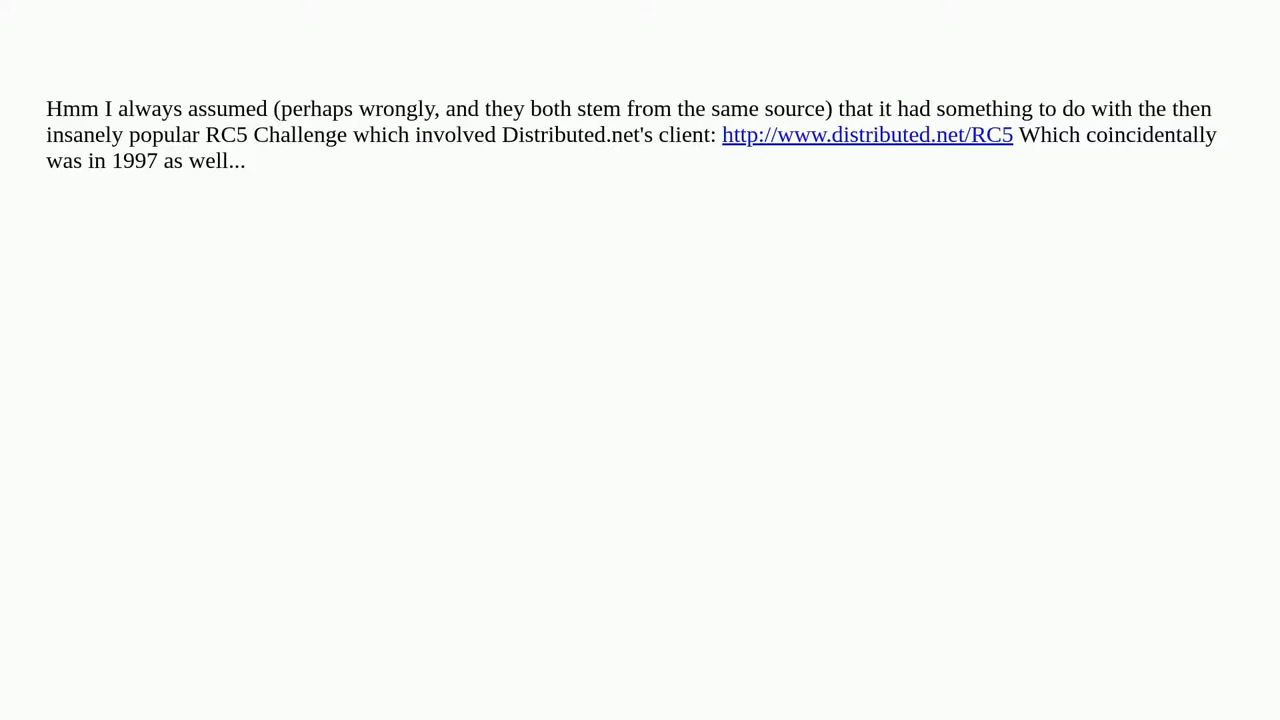 Hmm I always assumed (perhaps wrongly, and they both stem from the same source) that it had something to do with the then
insanely popular RC5 Challenge which involved Distributed.net's client: http://www.distributed.net/RC5 Which coincidentally
was in 1997 as well...